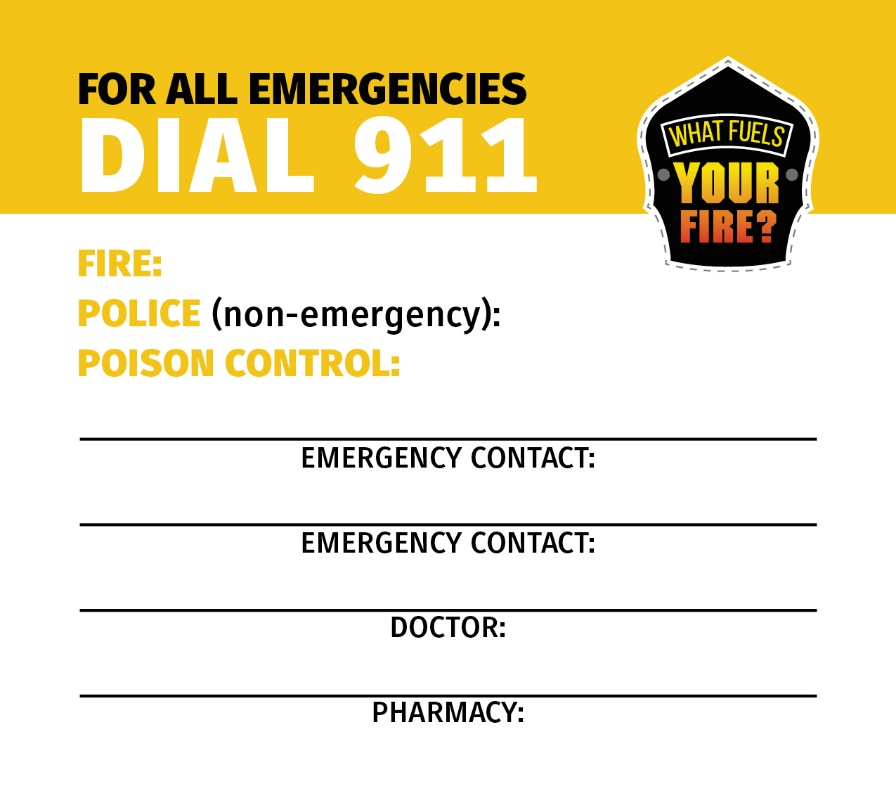 FOR ALL EMERGENCIES
DIAL 911
WHAT FUELS
YOUR
FIRE?
FIRE:
POLICE (non-emergency):
POISON CONTROL:
EMERGENCY CONTACT:
EMERGENCY CONTACT:
DOCTOR:
PHARMACY: